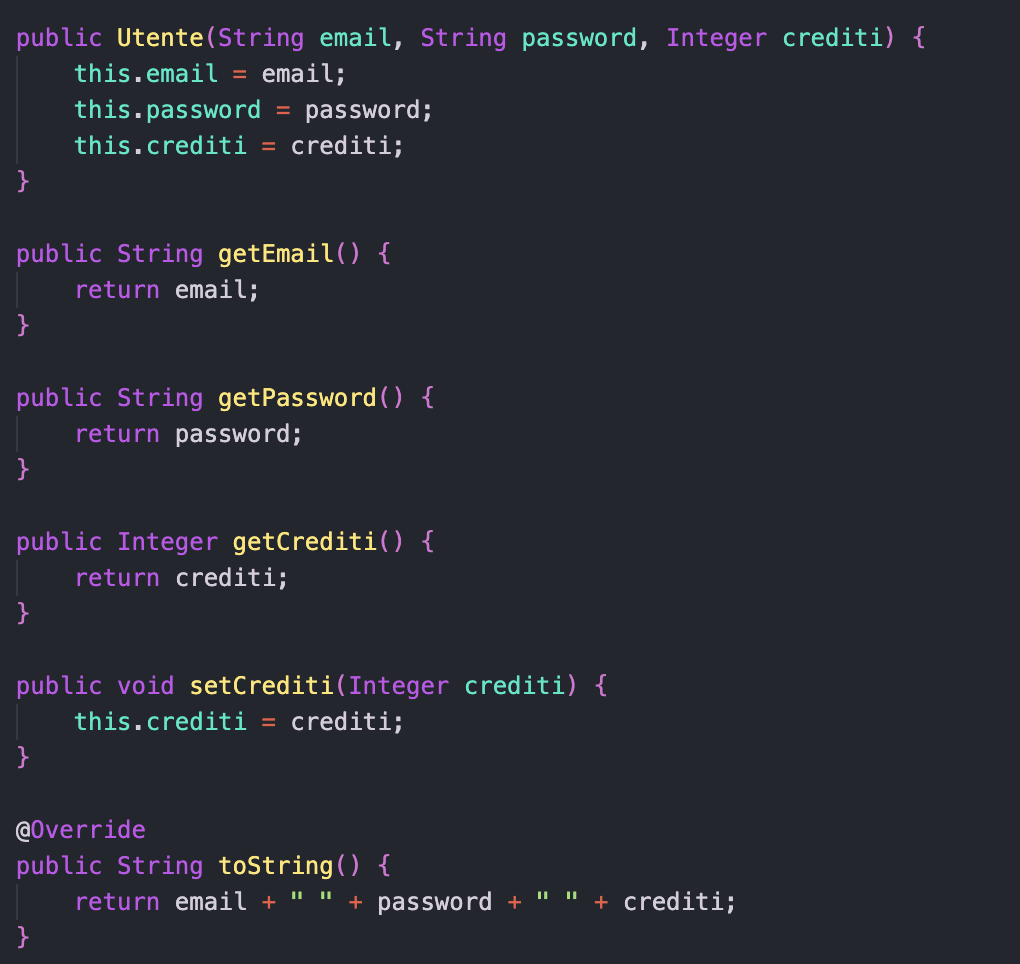 public Utente(String email, String password, Integer crediti) {
    this.email = email;
    this.password = password;
    this.crediti = crediti;
}

public String getEmail() {
    return email;
}

public String getPassword() {
    return password;
}

public Integer getCrediti() {
    return crediti;
}

public void setCrediti(Integer crediti) {
    this.crediti = crediti;
}

@Override
public String toString() {
    return email + " " + password + " " + crediti;
}